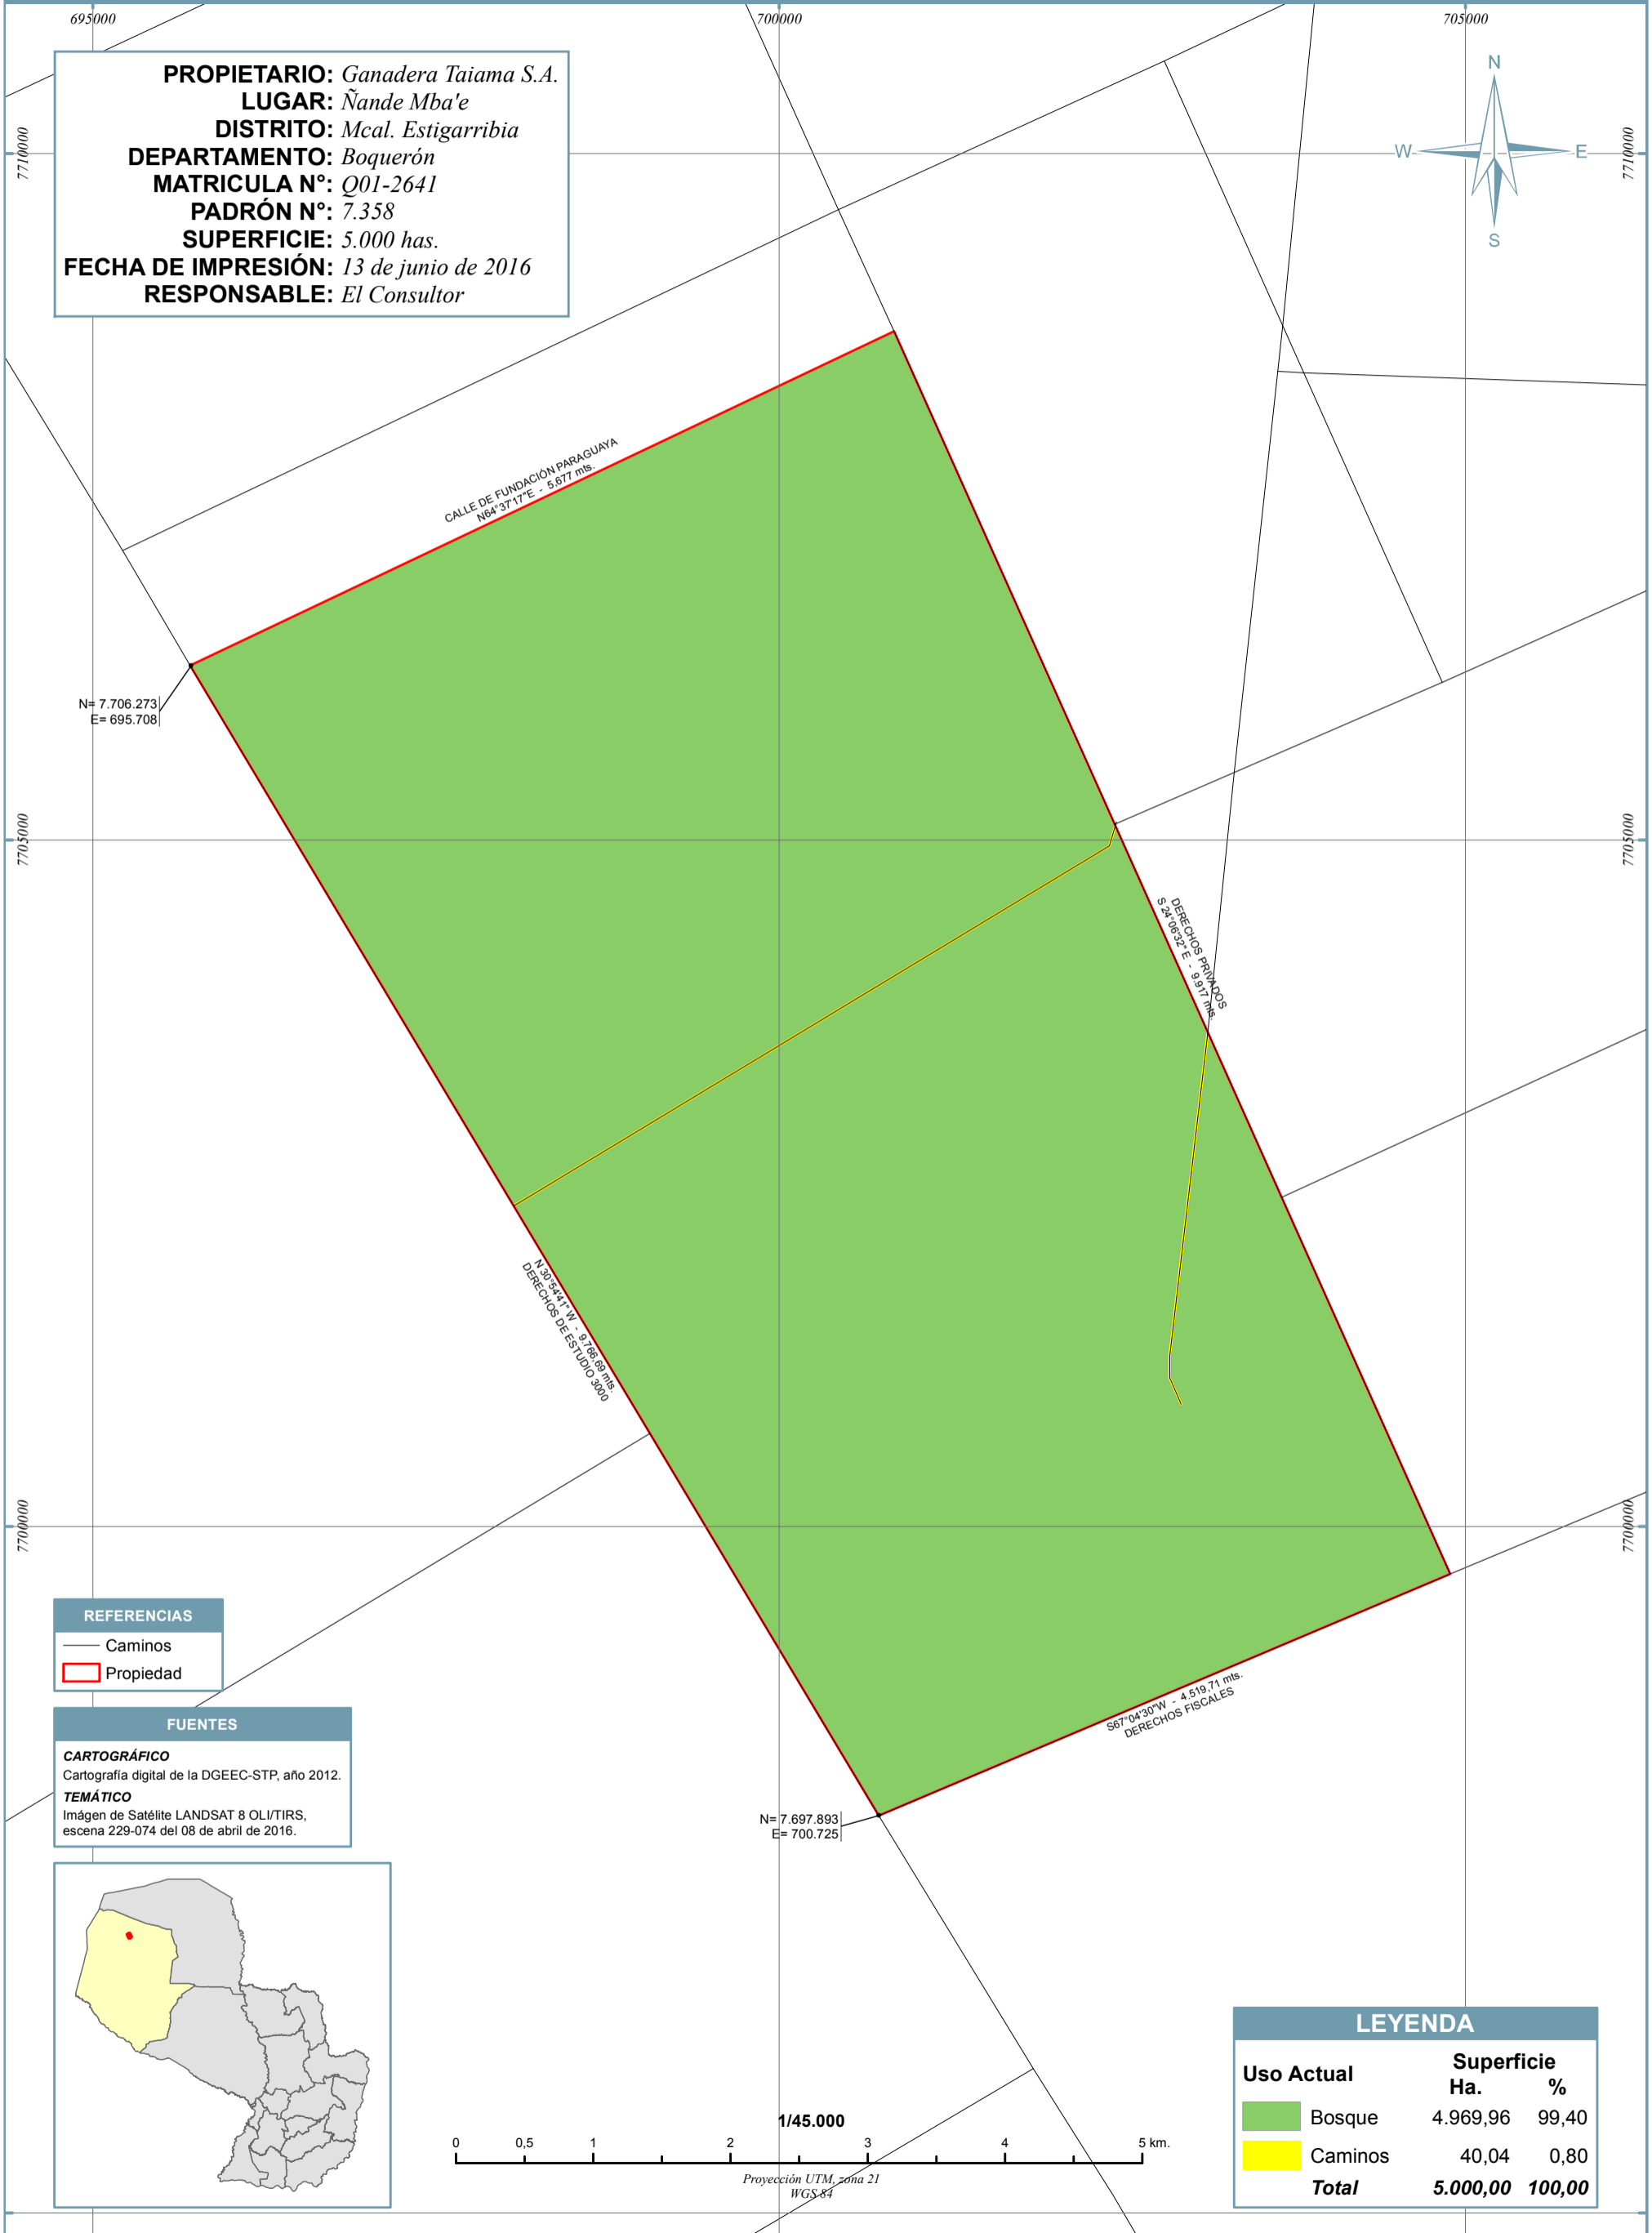 695000
700000
705000
PROPIETARIO: Ganadera Taiama S.A.
LUGAR: Ñande Mba'e
DISTRITO: Mcal. Estigarribia
DEPARTAMENTO: Boquerón
MATRICULA N°: Q01-2641
PADRÓN N°: 7.358
SUPERFICIE: 5.000 has.
FECHA DE IMPRESIÓN: 13 de junio de 2016
RESPONSABLE: El Consultor
N
W
E
S
7710000
7710000
CALLE DE FUNDACIÓN PARAGUAYA
N64°37'17"E - 5.677 mts.
N= 7.706.273
E= 695.708
7705000
7705000
DERECHOS PRIVADOS
S 24°06'32" E - 9.917 mts.
N 30°54'41" W - 9.766,69 mts.
DERECHOS DE ESTUDIO 3000
7700000
7700000
S67°04'30"W - 4.519,71 mts.
DERECHOS FISCALES
N= 7.697.893
E= 700.725
REFERENCIAS
Caminos
Propiedad
FUENTES
CARTOGRÁFICO
Cartografía digital de la DGEEC-STP, año 2012.
TEMÁTICO
Imágen de Satélite LANDSAT 8 OLI/TIRS,
escena 229-074 del 08 de abril de 2016.
1/45.000
0 0,5 1 2 3 4 5 km.
Proyección UTM, zona 21
WGS 84
LEYENDA
Uso Actual Superficie
Ha. %
Bosque 4.969,96 99,40
Caminos 40,04 0,80
Total 5.000,00 100,00